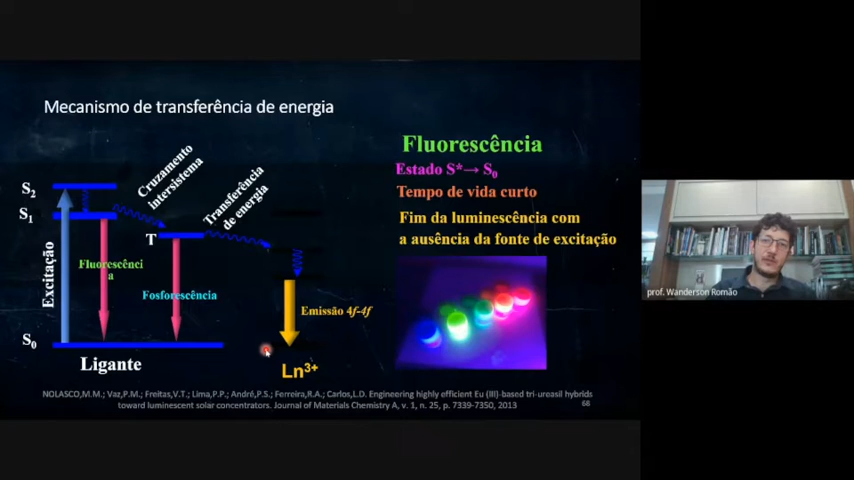 Mecanismo de transferência de energia
Fluorescência
Estado S*→ S0
Tempo de vida curto
Fim da luminescência com
a ausência da fonte de excitação
S2
S1
T
S0
Excitação
Cruzamento
intersistema
Transferência
de energia
Fluorescênci
a
Fosforescência
Emissão 4f-4f
Ligante
Ln3+
prof. Wanderson Romão
NOLASCO,M.M.; Vaz,P.M.; Freitas,V.T.; Lima,P.P.; André,P.S.; Ferreira,R.A.; Carlos,L.D. Engineering highly efficient Eu (III)-based tri-ureasil hybrids
toward luminescent solar concentrators. Journal of Materials Chemistry A, v. 1, n. 25, p. 7339-7350, 2013
68